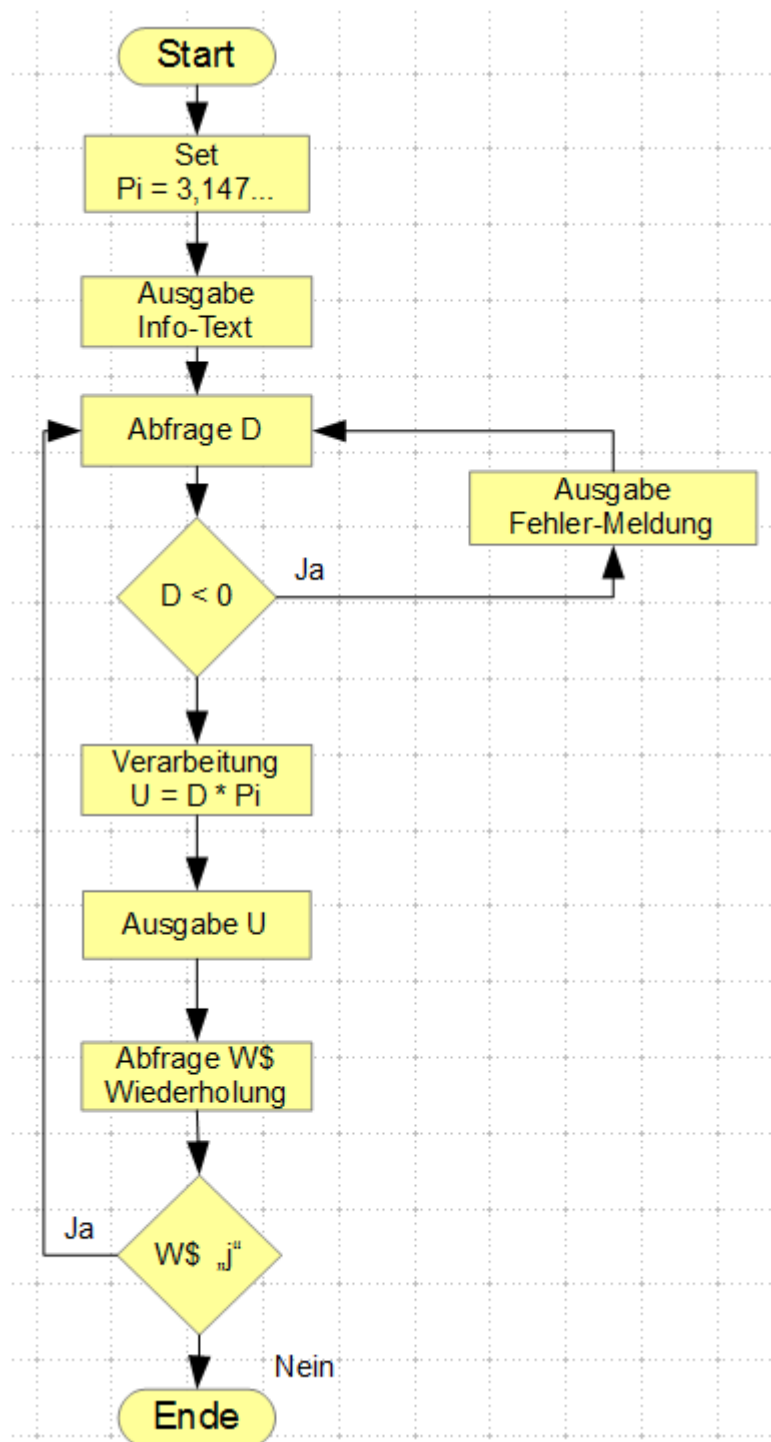 Start
Set
Pi = 3,147...
Ausgabe
Info-Text
Abfrage D
Ausgabe
Fehler-Meldung
D < 0
Ja
Verarbeitung
U = D * Pi
Ausgabe U
Abfrage W$
Wiederholung
Ja
W$ „j“
Nein
Ende